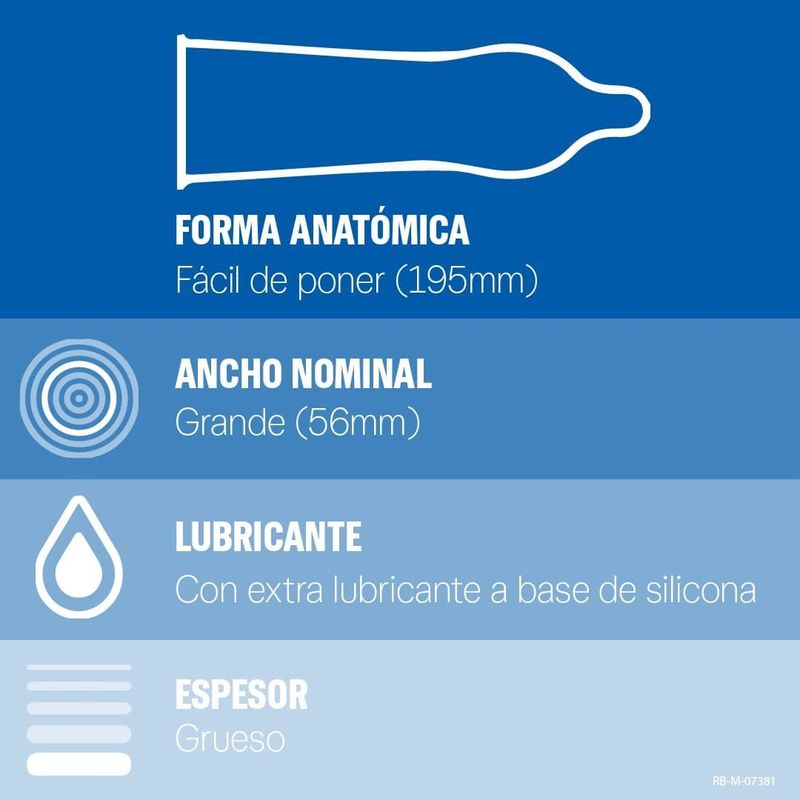 FORMA ANATÓMICA
Fácil de poner (195mm)
ANCHO NOMINAL
Grande (56mm)
LUBRICANTE
Con extra lubricante a base de silicona
ESPESOR
Grueso
RB-M-07381